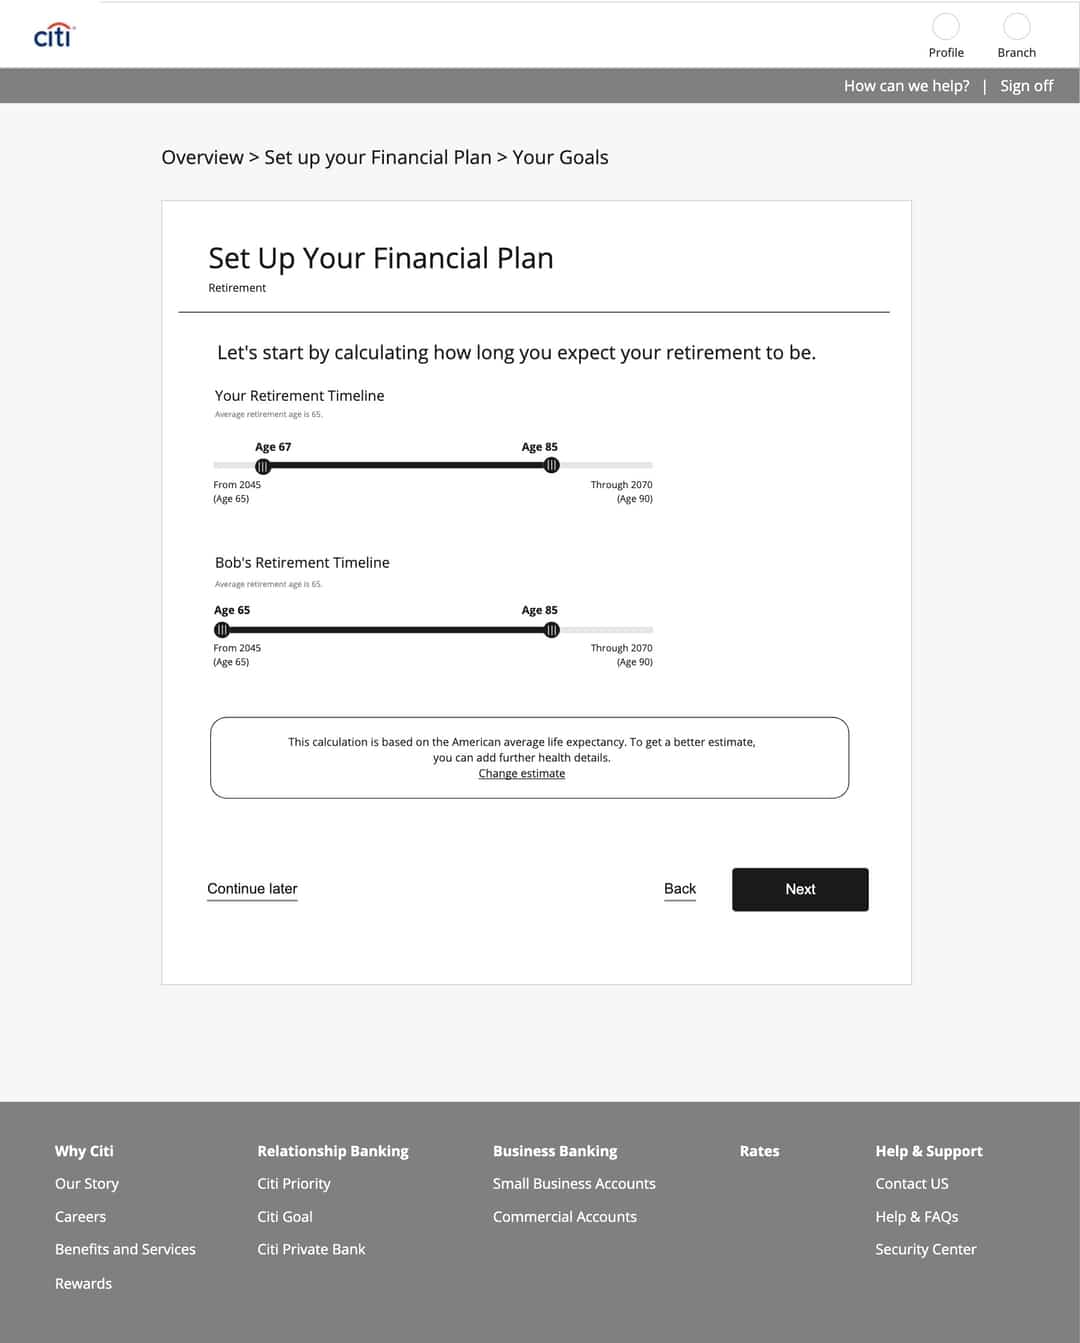 citi
Profile
Branch
How can we help? | Sign off
Overview > Set up your Financial Plan > Your Goals
Set Up Your Financial Plan
Retirement
Let's start by calculating how long you expect your retirement to be.
Your Retirement Timeline
Average retirement age is 65.
Age 67
Age 85
From 2045
(Age 65)
Through 2070
(Age 90)
Bob's Retirement Timeline
Average retirement age is 65.
Age 65
Age 85
From 2045
(Age 65)
Through 2070
(Age 90)
This calculation is based on the American average life expectancy. To get a better estimate,
you can add further health details.
Change estimate
Continue later
Back
Next
Why Citi
Our Story
Careers
Benefits and Services
Rewards
Relationship Banking
Citi Priority
Citi Goal
Citi Private Bank
Business Banking
Small Business Accounts
Commercial Accounts
Rates
Help & Support
Contact US
Help & FAQs
Security Center